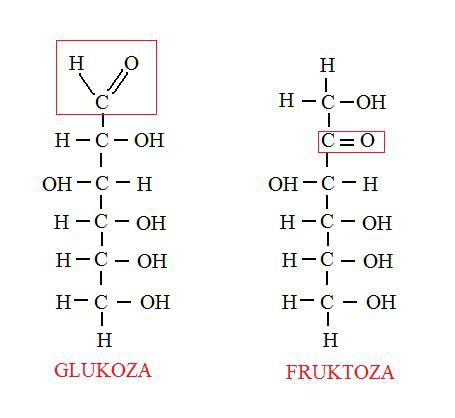 H O
C
H – C – OH
OH – C – H
H – C – OH
H – C – OH
H – C – OH
H
GLUKOZA
H
H – C – OH
C = O
OH – C – H
H – C – OH
H – C – OH
H – C – OH
H
FRUKTOZA